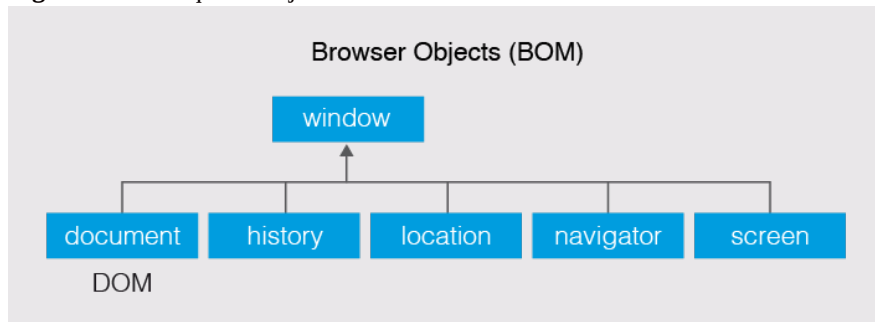 Browser Objects (BOM)
window
document history location navigator screen
DOM